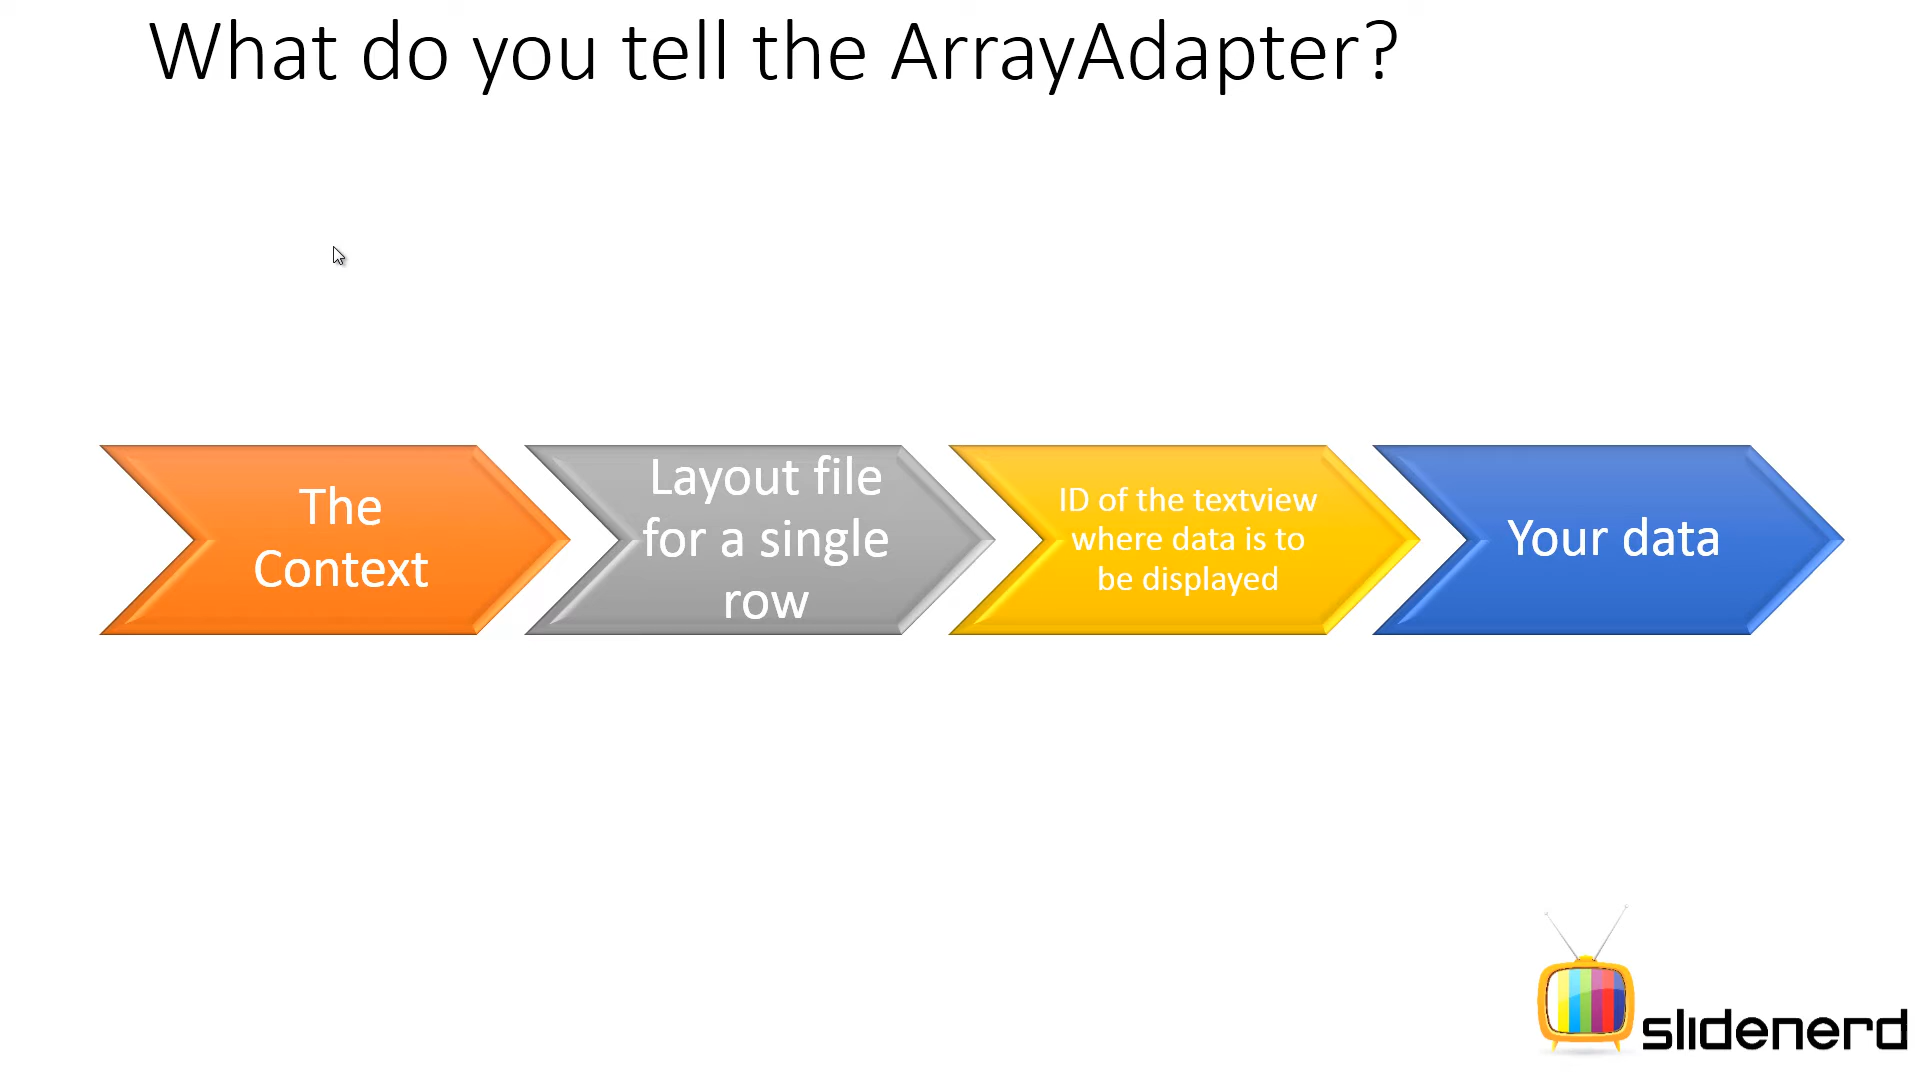 What do you tell the ArrayAdapter?
The
Context
Layout file
for a single
row
ID of the textview
where data is to
be displayed
Your data
slidenerd